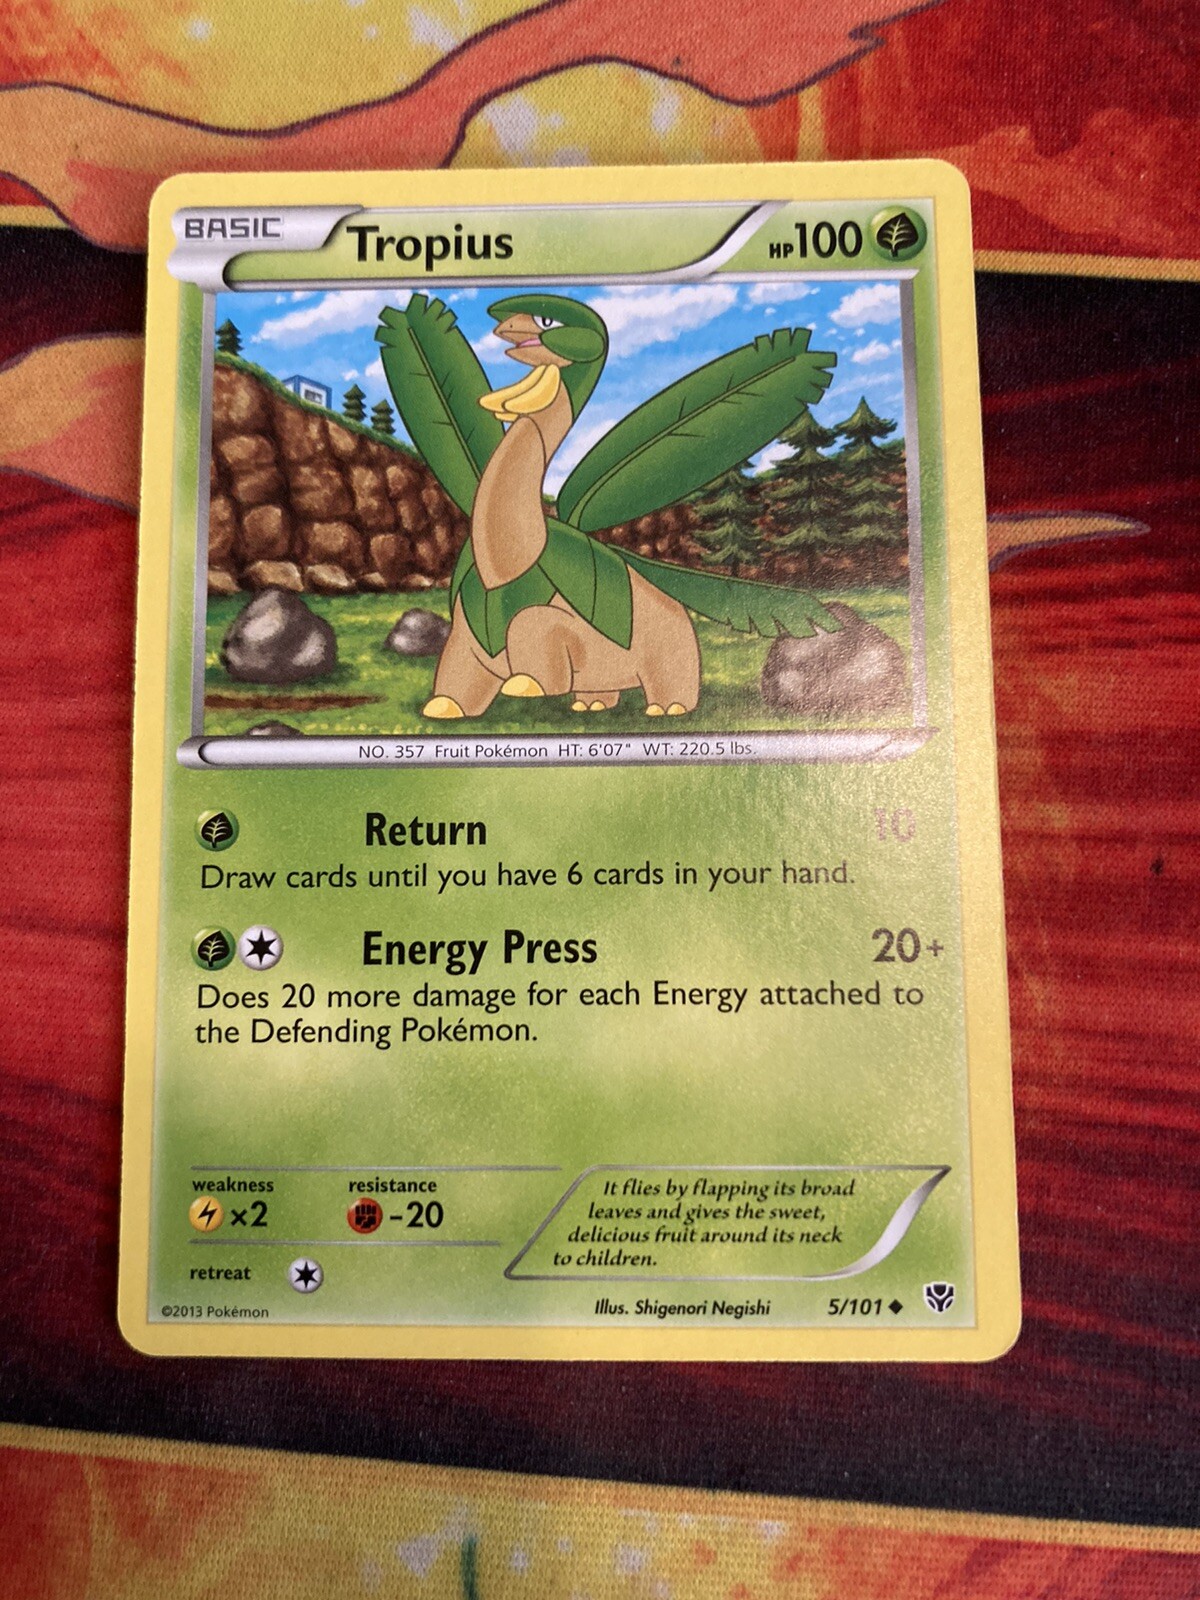 BASIC Tropius HP100
NO. 357 Fruit Pokémon HT: 6'07" WT: 220.5 lbs.
Return 10
Draw cards until you have 6 cards in your hand.
Energy Press 20+
Does 20 more damage for each Energy attached to
the Defending Pokémon.
weakness resistance
×2 -20
retreat
It flies by flapping its broad
leaves and gives the sweet,
delicious fruit around its neck
to children.
©2013 Pokémon Illus. Shigenori Negishi 5/101